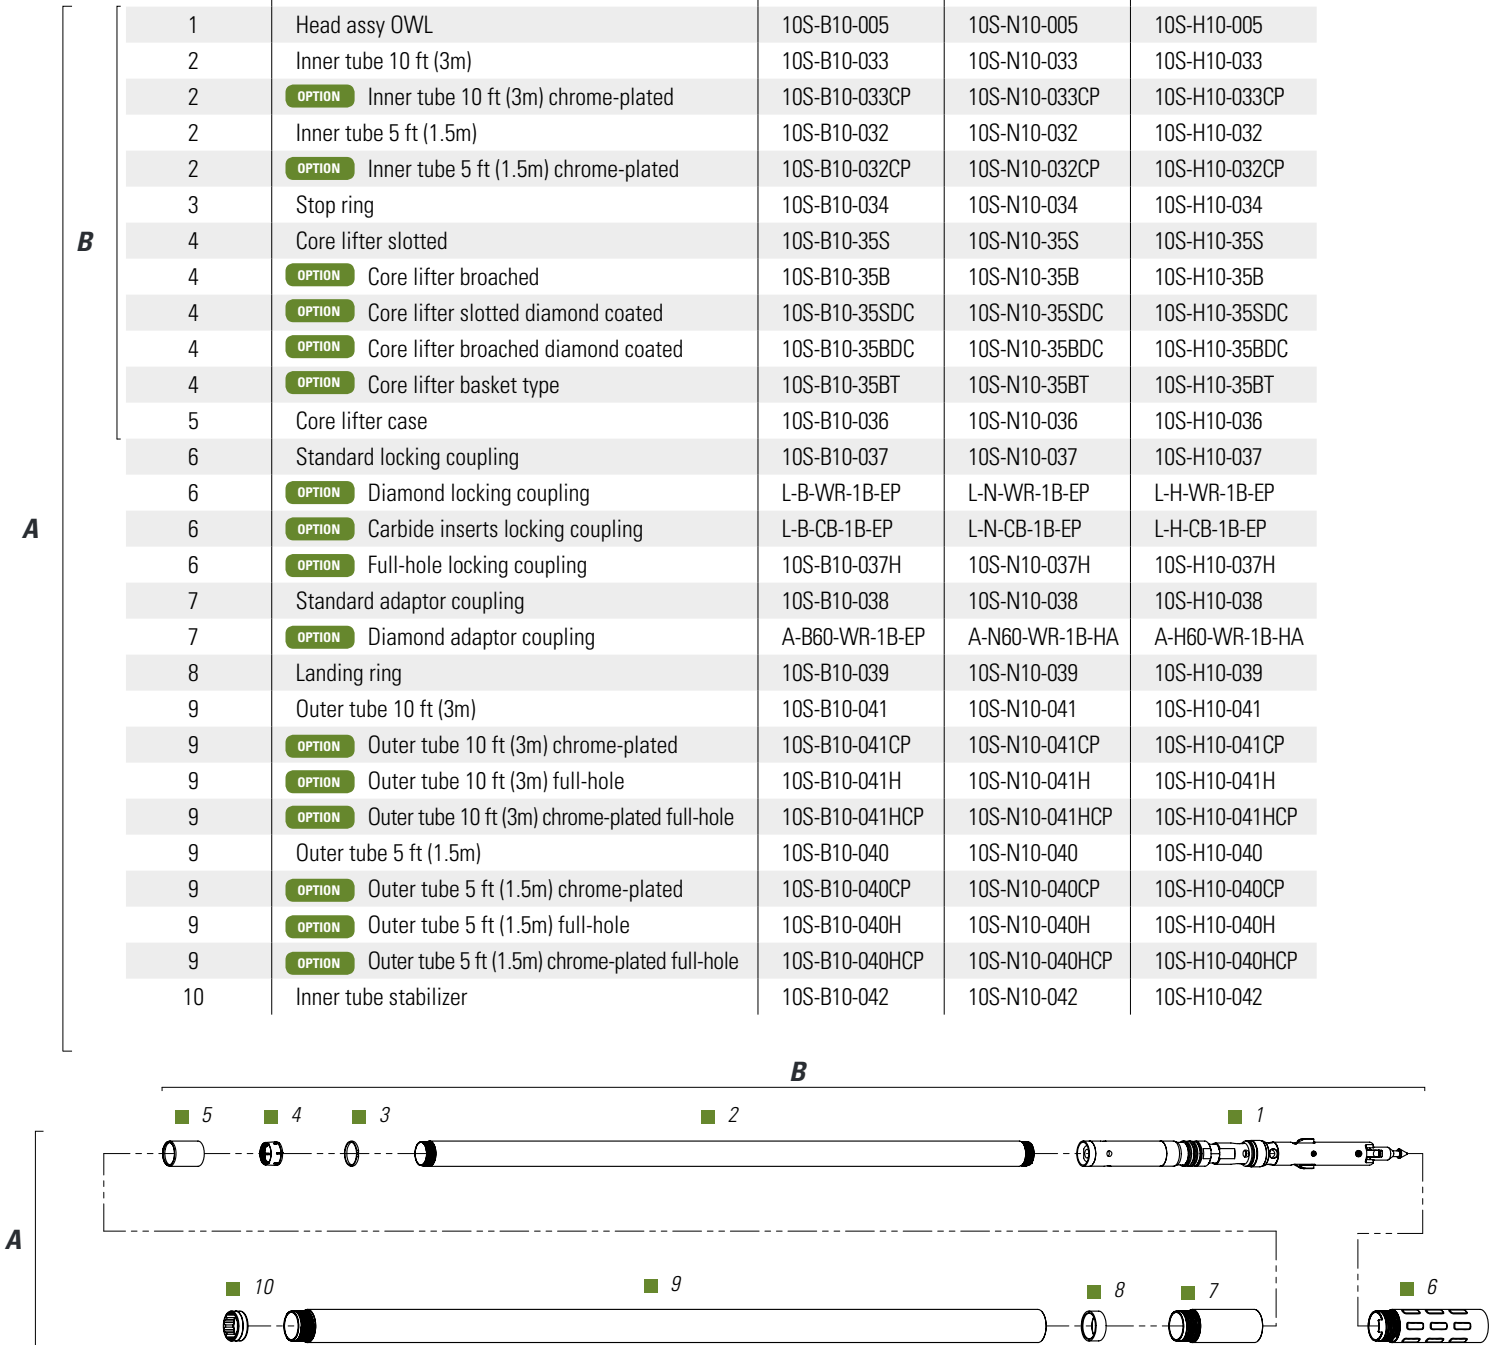 1 Head assy OWL 10S-B10-005 10S-N10-005 10S-H10-005
2 Inner tube 10 ft (3m) 10S-B10-033 10S-N10-033 10S-H10-033
2 OPTION Inner tube 10 ft (3m) chrome-plated 10S-B10-033CP 10S-N10-033CP 10S-H10-033CP
2 Inner tube 5 ft (1.5m) 10S-B10-032 10S-N10-032 10S-H10-032
2 OPTION Inner tube 5 ft (1.5m) chrome-plated 10S-B10-032CP 10S-N10-032CP 10S-H10-032CP
3 Stop ring 10S-B10-034 10S-N10-034 10S-H10-034
B 4 Core lifter slotted 10S-B10-35S 10S-N10-35S 10S-H10-35S
4 OPTION Core lifter broached 10S-B10-35B 10S-N10-35B 10S-H10-35B
4 OPTION Core lifter slotted diamond coated 10S-B10-35SDC 10S-N10-35SDC 10S-H10-35SDC
4 OPTION Core lifter broached diamond coated 10S-B10-35BDC 10S-N10-35BDC 10S-H10-35BDC
4 OPTION Core lifter basket type 10S-B10-35BT 10S-N10-35BT 10S-H10-35BT
5 Core lifter case 10S-B10-036 10S-N10-036 10S-H10-036
6 Standard locking coupling 10S-B10-037 10S-N10-037 10S-H10-037
6 OPTION Diamond locking coupling L-B-WR-1B-EP L-N-WR-1B-EP L-H-WR-1B-EP
A 6 OPTION Carbide inserts locking coupling L-B-CB-1B-EP L-N-CB-1B-EP L-H-CB-1B-EP
6 OPTION Full-hole locking coupling 10S-B10-037H 10S-N10-037H 10S-H10-037H
7 Standard adaptor coupling 10S-B10-038 10S-N10-038 10S-H10-038
7 OPTION Diamond adaptor coupling A-B60-WR-1B-EP A-N60-WR-1B-HA A-H60-WR-1B-HA
8 Landing ring 10S-B10-039 10S-N10-039 10S-H10-039
9 Outer tube 10 ft (3m) 10S-B10-041 10S-N10-041 10S-H10-041
9 OPTION Outer tube 10 ft (3m) chrome-plated 10S-B10-041CP 10S-N10-041CP 10S-H10-041CP
9 OPTION Outer tube 10 ft (3m) full-hole 10S-B10-041H 10S-N10-041H 10S-H10-041H
9 OPTION Outer tube 10 ft (3m) chrome-plated full-hole 10S-B10-041HCP 10S-N10-041HCP 10S-H10-041HCP
9 Outer tube 5 ft (1.5m) 10S-B10-040 10S-N10-040 10S-H10-040
9 OPTION Outer tube 5 ft (1.5m) chrome-plated 10S-B10-040CP 10S-N10-040CP 10S-H10-040CP
9 OPTION Outer tube 5 ft (1.5m) full-hole 10S-B10-040H 10S-N10-040H 10S-H10-040H
9 OPTION Outer tube 5 ft (1.5m) chrome-plated full-hole 10S-B10-040HCP 10S-N10-040HCP 10S-H10-040HCP
10 Inner tube stabilizer 10S-B10-042 10S-N10-042 10S-H10-042
B
5 4 3 2 1
A
10 9 8 7 6